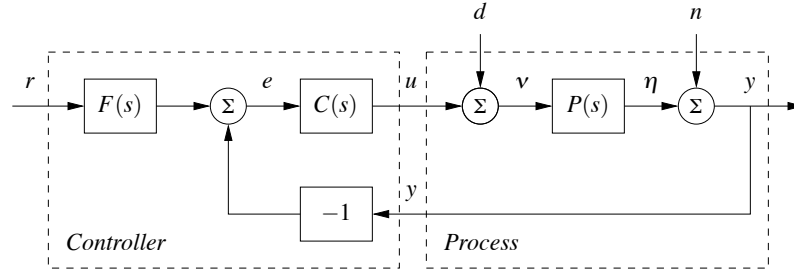 d
n
r
F(s)
Σ
e
C(s)
u
Σ
ν
P(s)
η
Σ
y
−1
y
Controller
Process